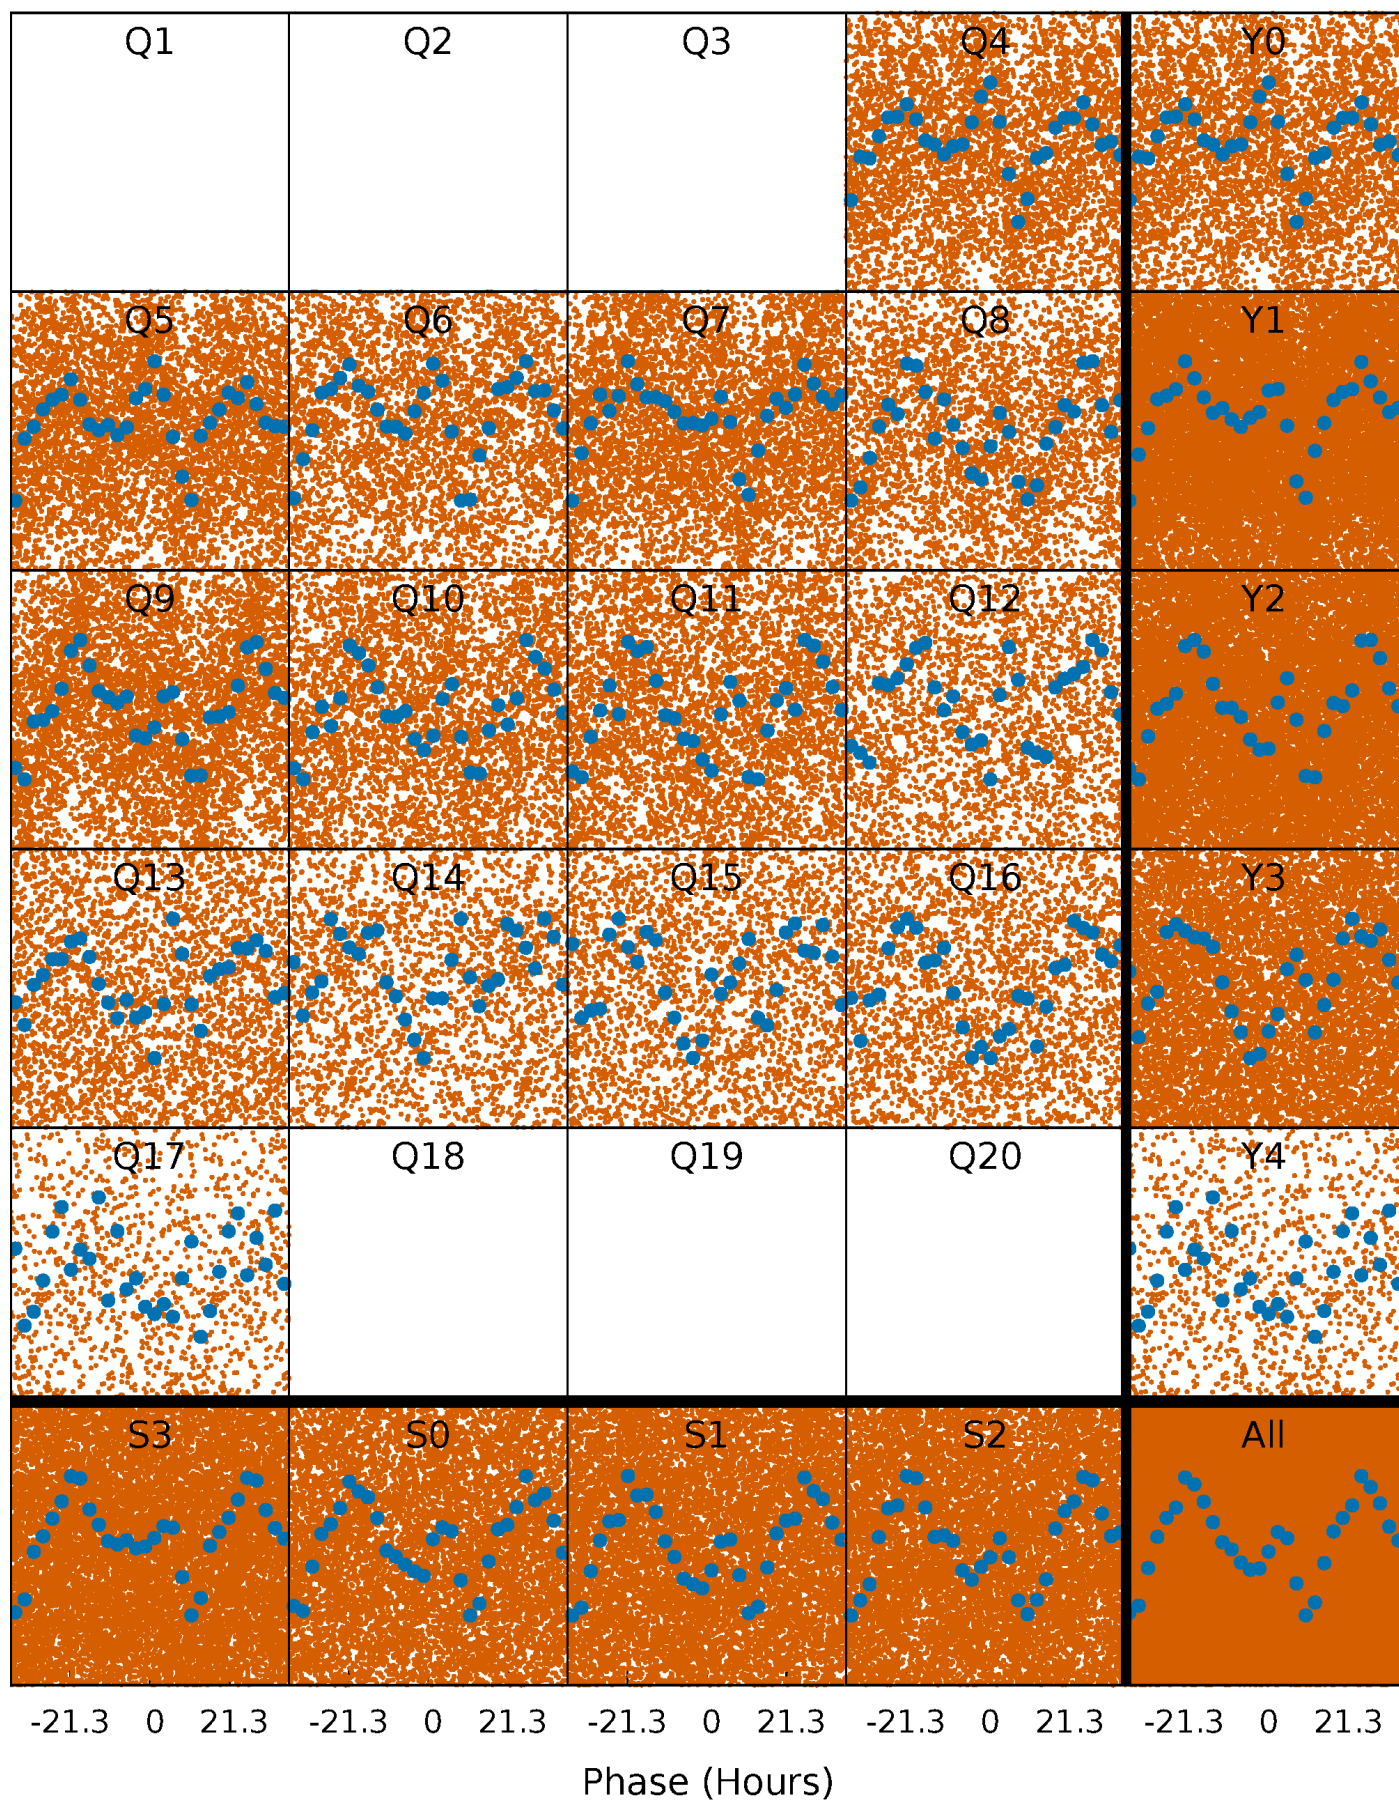 Q1 Q2 Q3 Q4 Y0
Q5 Q6 Q7 Q8 Y1
Q9 Q10 Q11 Q12 Y2
Q13 Q14 Q15 Q16 Y3
Q17 Q18 Q19 Q20 Y4
S3 S0 S1 S2 All
-21.3 0 21.3 -21.3 0 21.3 -21.3 0 21.3 -21.3 0 21.3 -21.3 0 21.3
Phase (Hours)